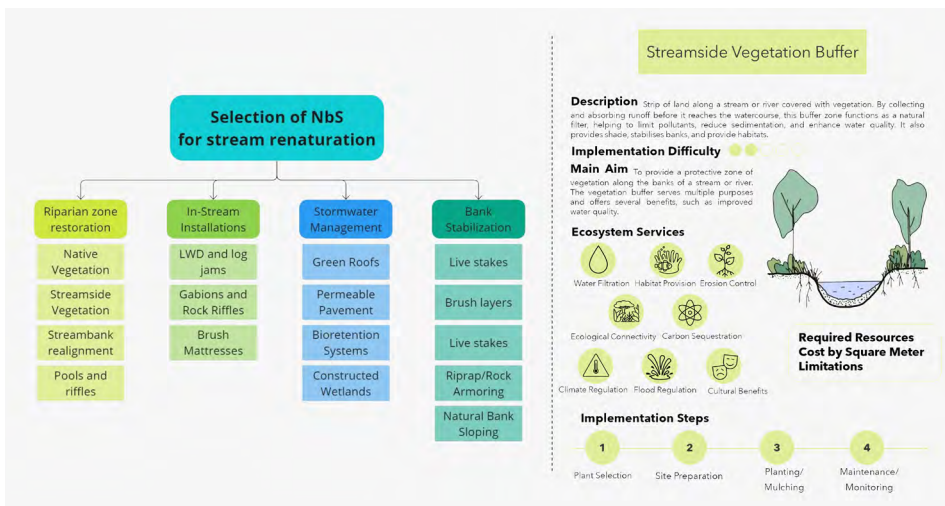 Selection of NbS
for stream renaturation
Riparian zone
restoration
Native
Vegetation
Streamside
Vegetation
Streambank
realignment
Pools and
riffles
In-Stream
Installations
LWD and log
jams
Gabions and
Rock Riffles
Brush
Mattresses
Stormwater
Management
Green Roofs
Permeable
Pavement
Bioretention
Systems
Constructed
Wetlands
Bank
Stabilization
Live stakes
Brush layers
Live stakes
Riprap/Rock
Armoring
Natural Bank
Sloping
Streamside Vegetation Buffer
Description Strip of land along a stream or river covered with vegetation. By collecting
and absorbing runoff before it reaches the watercourse, this buffer zone functions as a natural
filter, helping to limit pollutants, reduce sedimentation, and enhance water quality. It also
provides shade, stabilises banks, and provide habitats.
Implementation Difficulty
Main Aim To provide a protective zone of
vegetation along the banks of a stream or river.
The vegetation buffer serves multiple purposes
and offers several benefits, such as improved
water quality.
Ecosystem Services
Water Filtration Habitat Provision Erosion Control
Ecological Connectivity Carbon Sequestration
Climate Regulation Flood Regulation Cultural Benefits
Required Resources
Cost by Square Meter
Limitations
Implementation Steps
1 2 3 4
Plant Selection Site Preparation Planting/ Maintenance/
Mulching Monitoring